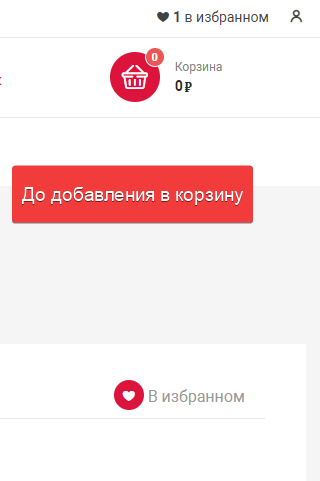 1 в избранном
0
Корзина
0 ₽
До добавления в корзину
В избранном